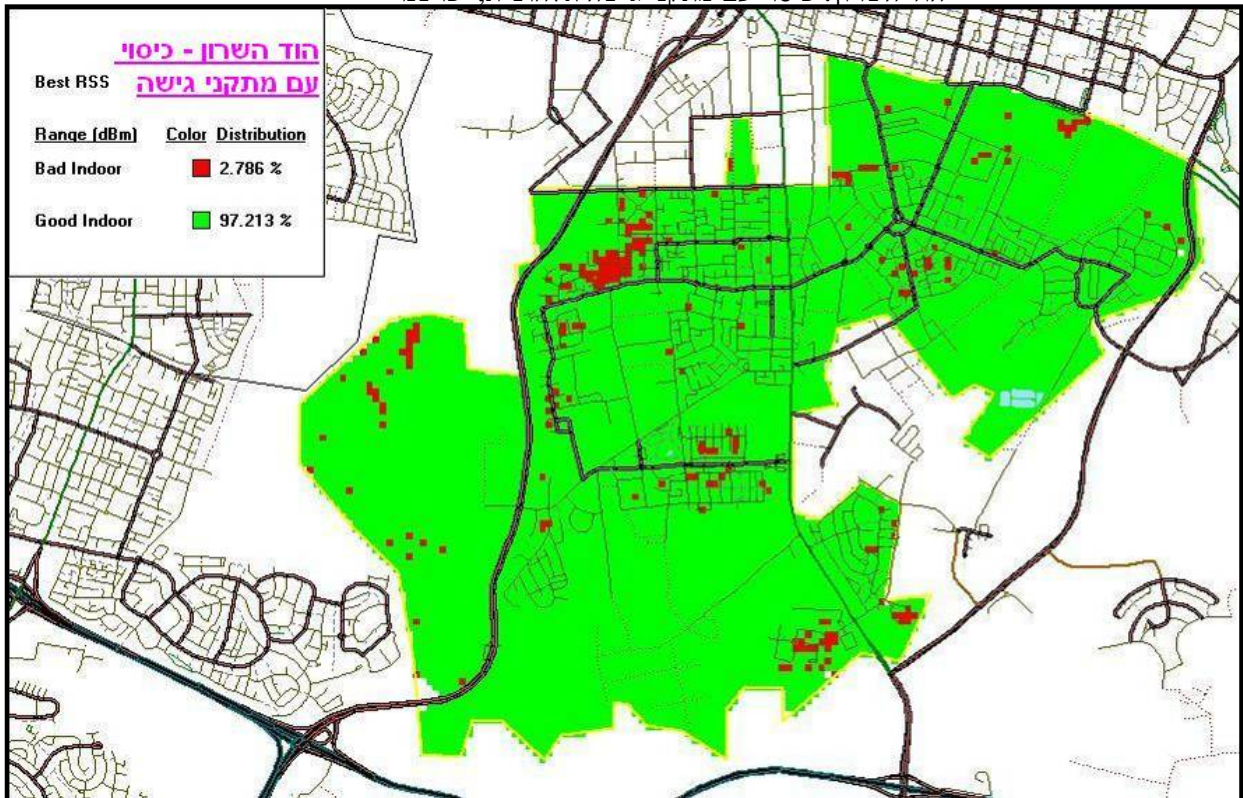 הוד השרון - כיסוי
עם מתקני גישה
Best RSS
Range (dBm) Color Distribution
Bad Indoor 2.786 %
Good Indoor 97.213 %